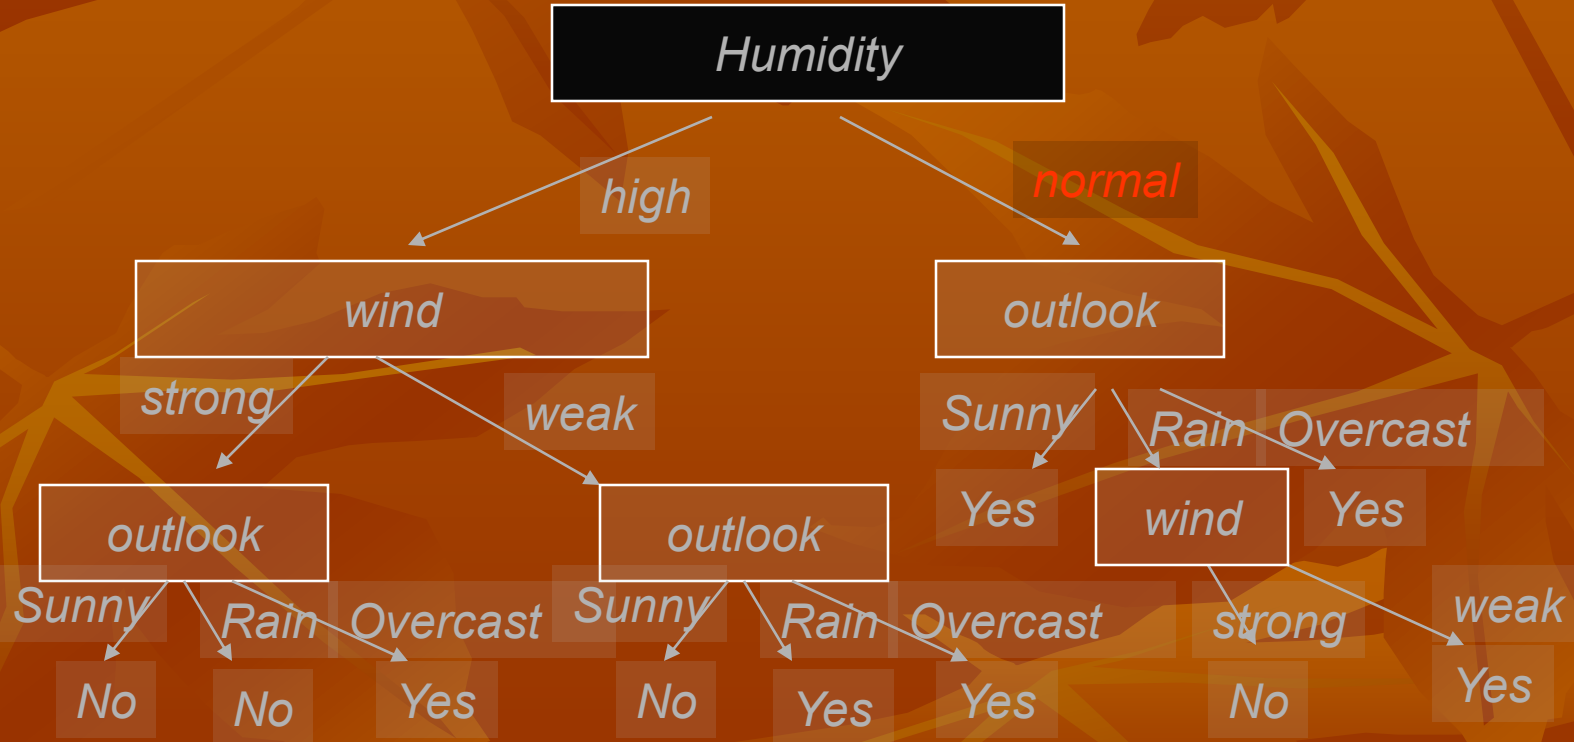 Humidity
high
normal
wind
outlook
strong
weak
Sunny
Rain
Overcast
outlook
outlook
Yes
wind
Yes
Sunny
Rain
Overcast
Sunny
Rain
Overcast
strong
weak
No
No
Yes
No
Yes
Yes
No
Yes